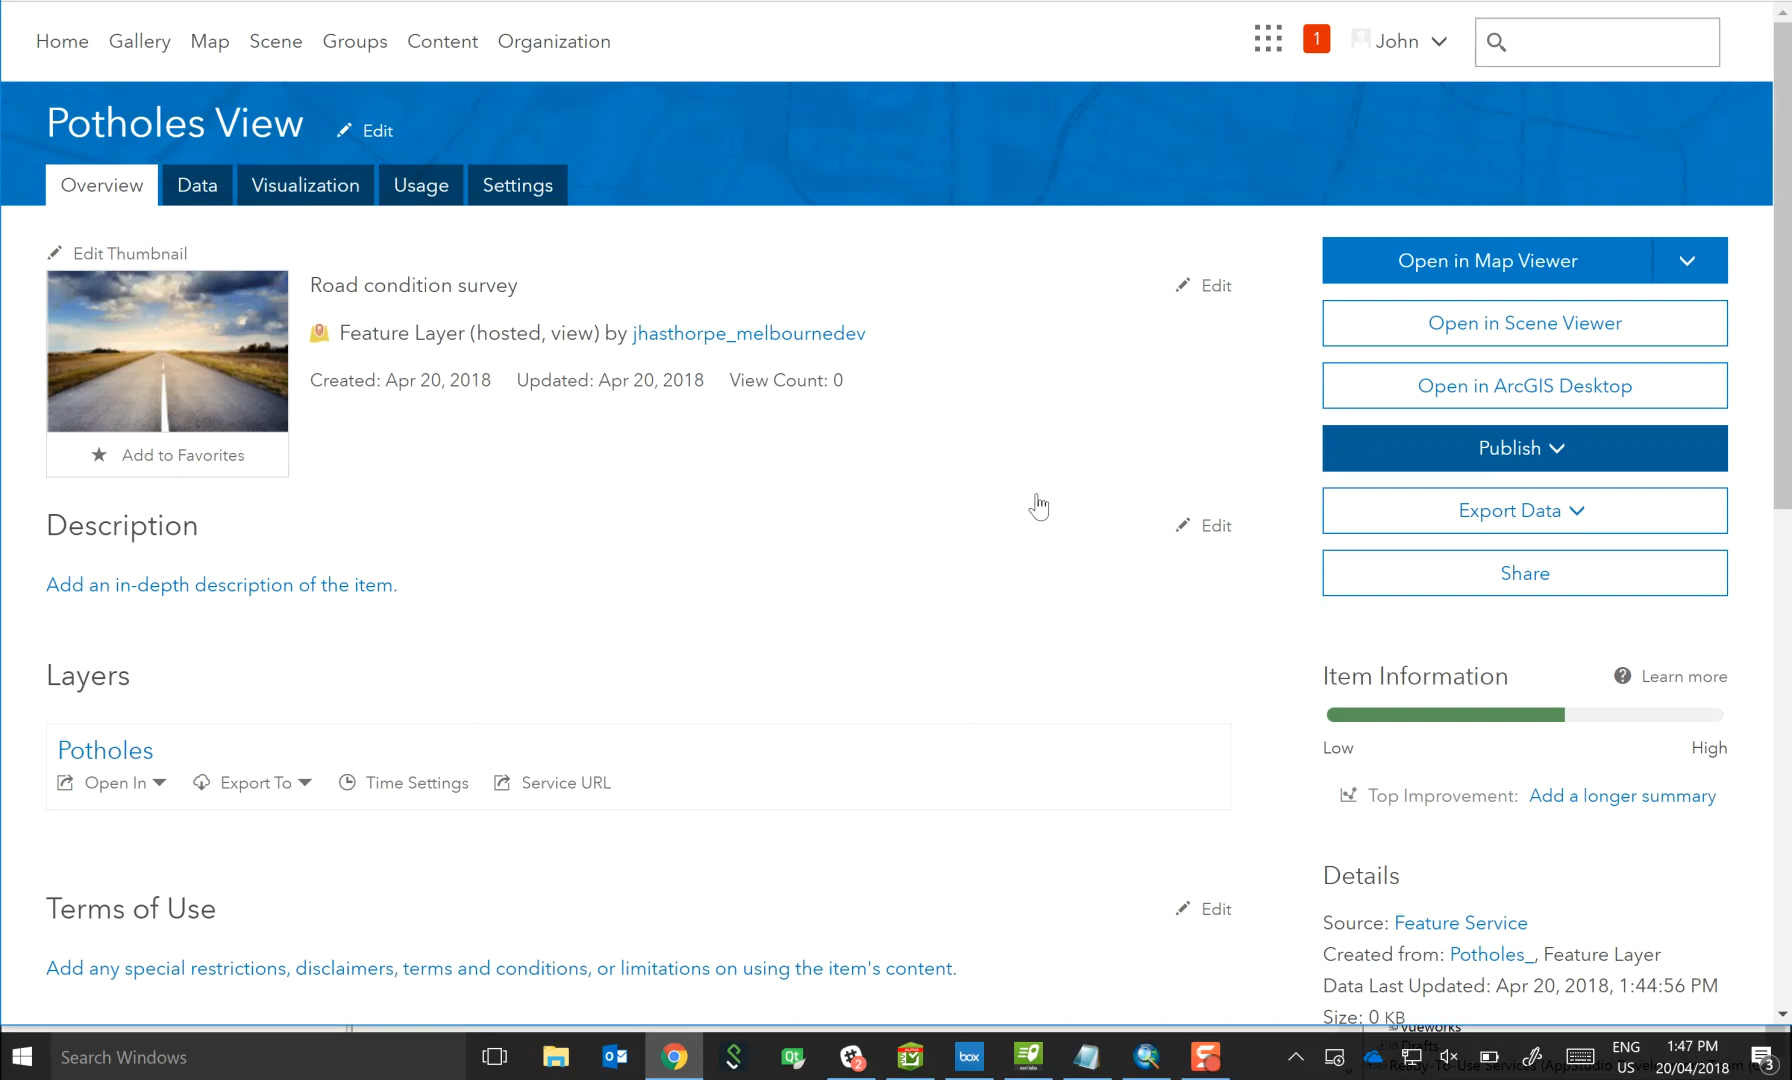 Home Gallery Map Scene Groups Content Organization
1 John
Potholes View Edit
Overview Data Visualization Usage Settings
Edit Thumbnail
Road condition survey Edit
Feature Layer (hosted, view) by jhasthorpe_melbournedev
Created: Apr 20, 2018 Updated: Apr 20, 2018 View Count: 0
Add to Favorites
Open in Map Viewer
Open in Scene Viewer
Open in ArcGIS Desktop
Publish
Export Data
Share
Description Edit
Add an in-depth description of the item.
Layers
Potholes
Open In Export To Time Settings Service URL
Item Information Learn more
Low High
Top Improvement: Add a longer summary
Terms of Use Edit
Add any special restrictions, disclaimers, terms and conditions, or limitations on using the item's content.
Details
Source: Feature Service
Created from: Potholes_, Feature Layer
Data Last Updated: Apr 20, 2018, 1:44:56 PM
Size: 0 KB
Search Windows
Qt
2
box
ENG
US
1:47 PM
20/04/2018
3